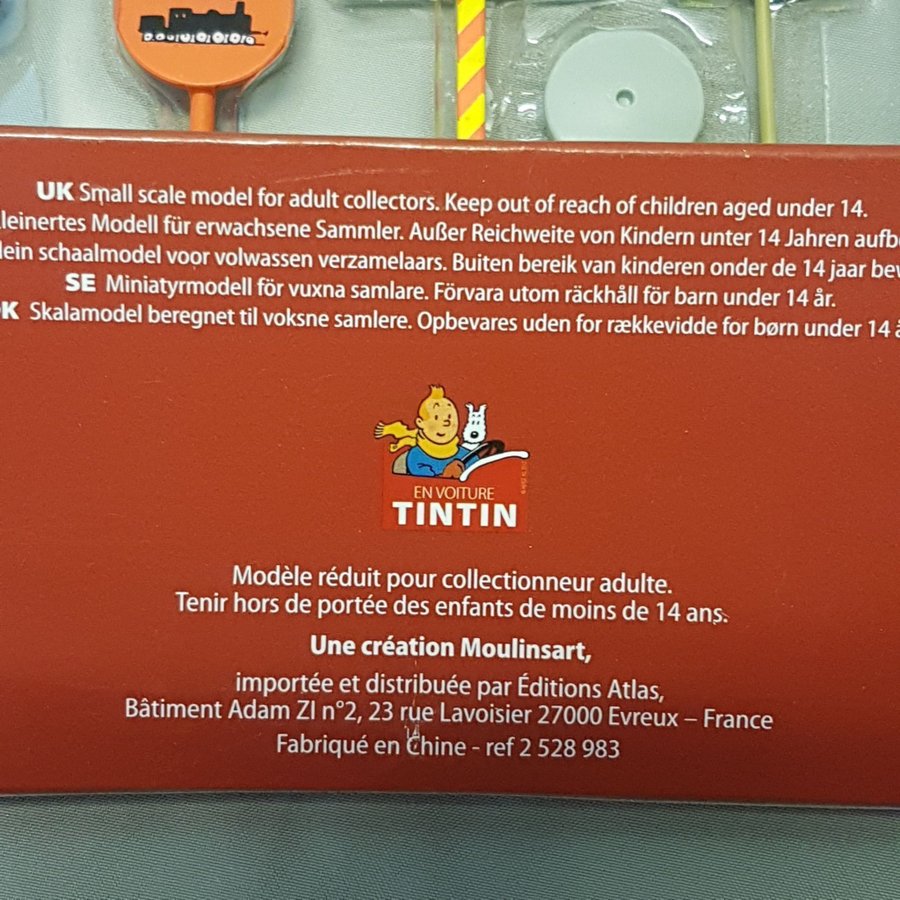 UK Small scale model for adult collectors. Keep out of reach of children aged under 14.
leinertes Modell für erwachsene Sammler. Außer Reichweite von Kindern unter 14 Jahren aufb
lein schaalmodel voor volwassen verzamelaars. Buiten bereik van kinderen onder de 14 jaar bew
SE Miniatyrmodell för vuxna samlare. Förvara utom räckhåll för barn under 14 år.
K Skalamodel beregnet til voksne samlere. Opbevares uden for rækkevidde for børn under 14 å
EN VOITURE
TINTIN
Modèle réduit pour collectionneur adulte.
Tenir hors de portée des enfants de moins de 14 ans.
Une création Moulinsart,
importée et distribuée par Éditions Atlas,
Bâtiment Adam ZI n°2, 23 rue Lavoisier 27000 Evreux – France
Fabriqué en Chine - ref 2 528 983